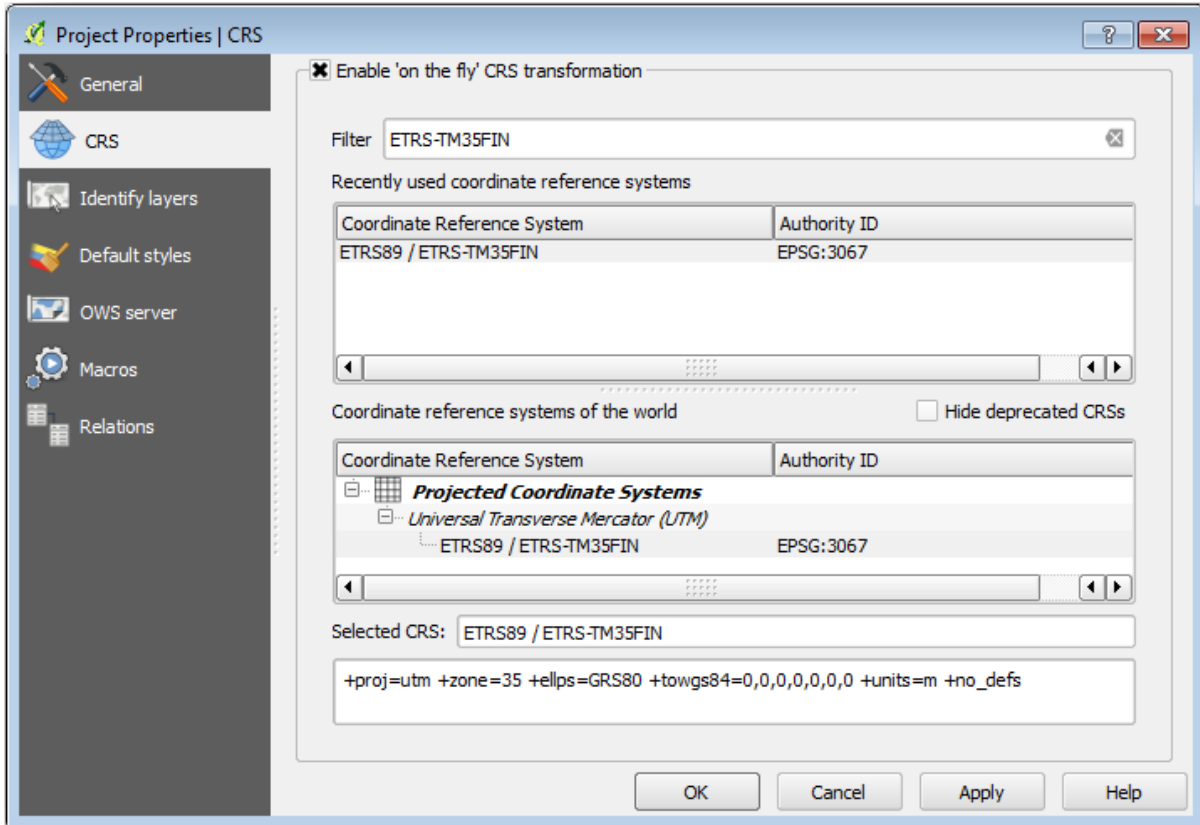 Project Properties | CRS
General
CRS
Identify layers
Default styles
OWS server
Macros
Relations
Enable 'on the fly' CRS transformation
Filter ETRS-TM35FIN
Recently used coordinate reference systems
Coordinate Reference System Authority ID
ETRS89 / ETRS-TM35FIN EPSG:3067
Coordinate reference systems of the world Hide deprecated CRSs
Coordinate Reference System Authority ID
Projected Coordinate Systems
Universal Transverse Mercator (UTM)
ETRS89 / ETRS-TM35FIN EPSG:3067
Selected CRS: ETRS89 / ETRS-TM35FIN
+proj=utm +zone=35 +ellps=GRS80 +towgs84=0,0,0,0,0,0,0 +units=m +no_defs
OK Cancel Apply Help